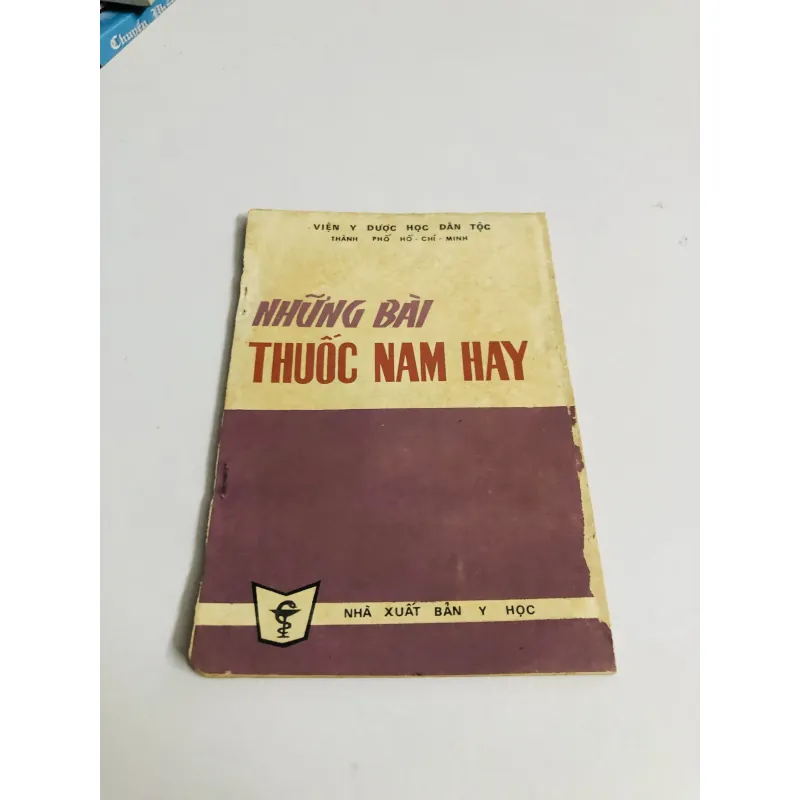 Chuyến
VIỆN Y DƯỢC HỌC DÂN TỘC
THÀNH PHỐ HỒ-CHÍ-MINH
NHỮNG BÀI
THUỐC NAM HAY
NHÀ XUẤT BẢN Y HỌC